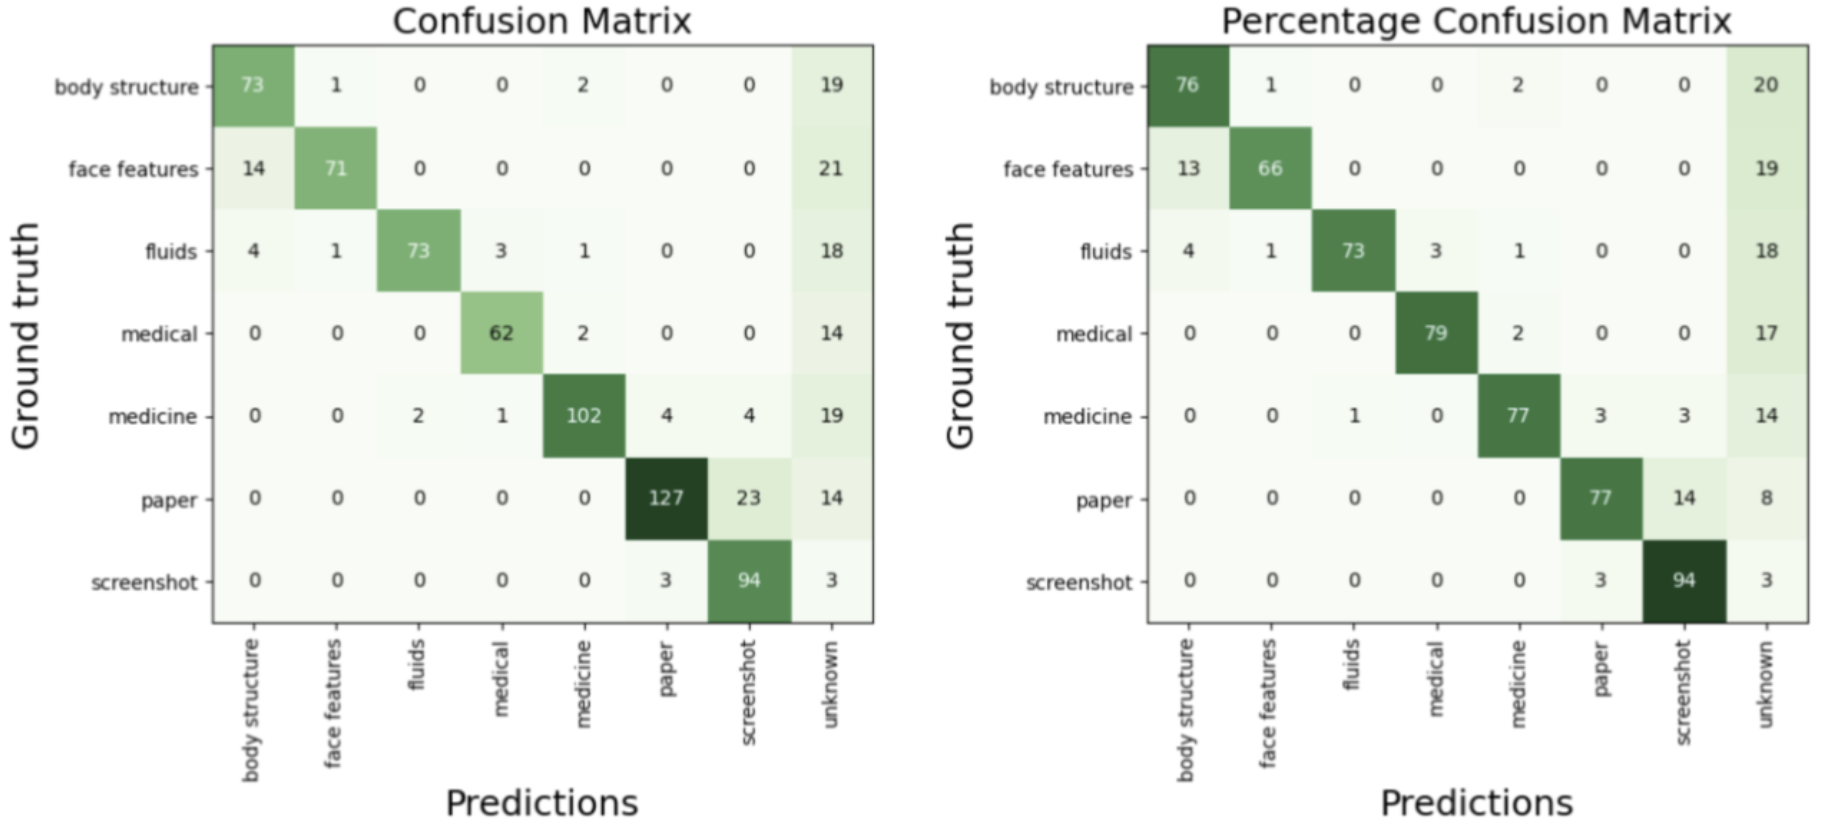 Confusion Matrix
body structure 73 1 0 0 2 0 0 19
face features 14 71 0 0 0 0 0 21
fluids 4 1 73 3 1 0 0 18
medical 0 0 0 62 2 0 0 14
medicine 0 0 2 1 102 4 4 19
paper 0 0 0 0 0 127 23 14
screenshot 0 0 0 0 0 3 94 3
Ground truth
body structure
face features
fluids
medical
medicine
paper
screenshot
unknown
Predictions
Percentage Confusion Matrix
body structure 76 1 0 0 2 0 0 20
face features 13 66 0 0 0 0 0 19
fluids 4 1 73 3 1 0 0 18
medical 0 0 0 79 2 0 0 17
medicine 0 0 1 0 77 3 3 14
paper 0 0 0 0 0 77 14 8
screenshot 0 0 0 0 0 3 94 3
Ground truth
body structure
face features
fluids
medical
medicine
paper
screenshot
unknown
Predictions